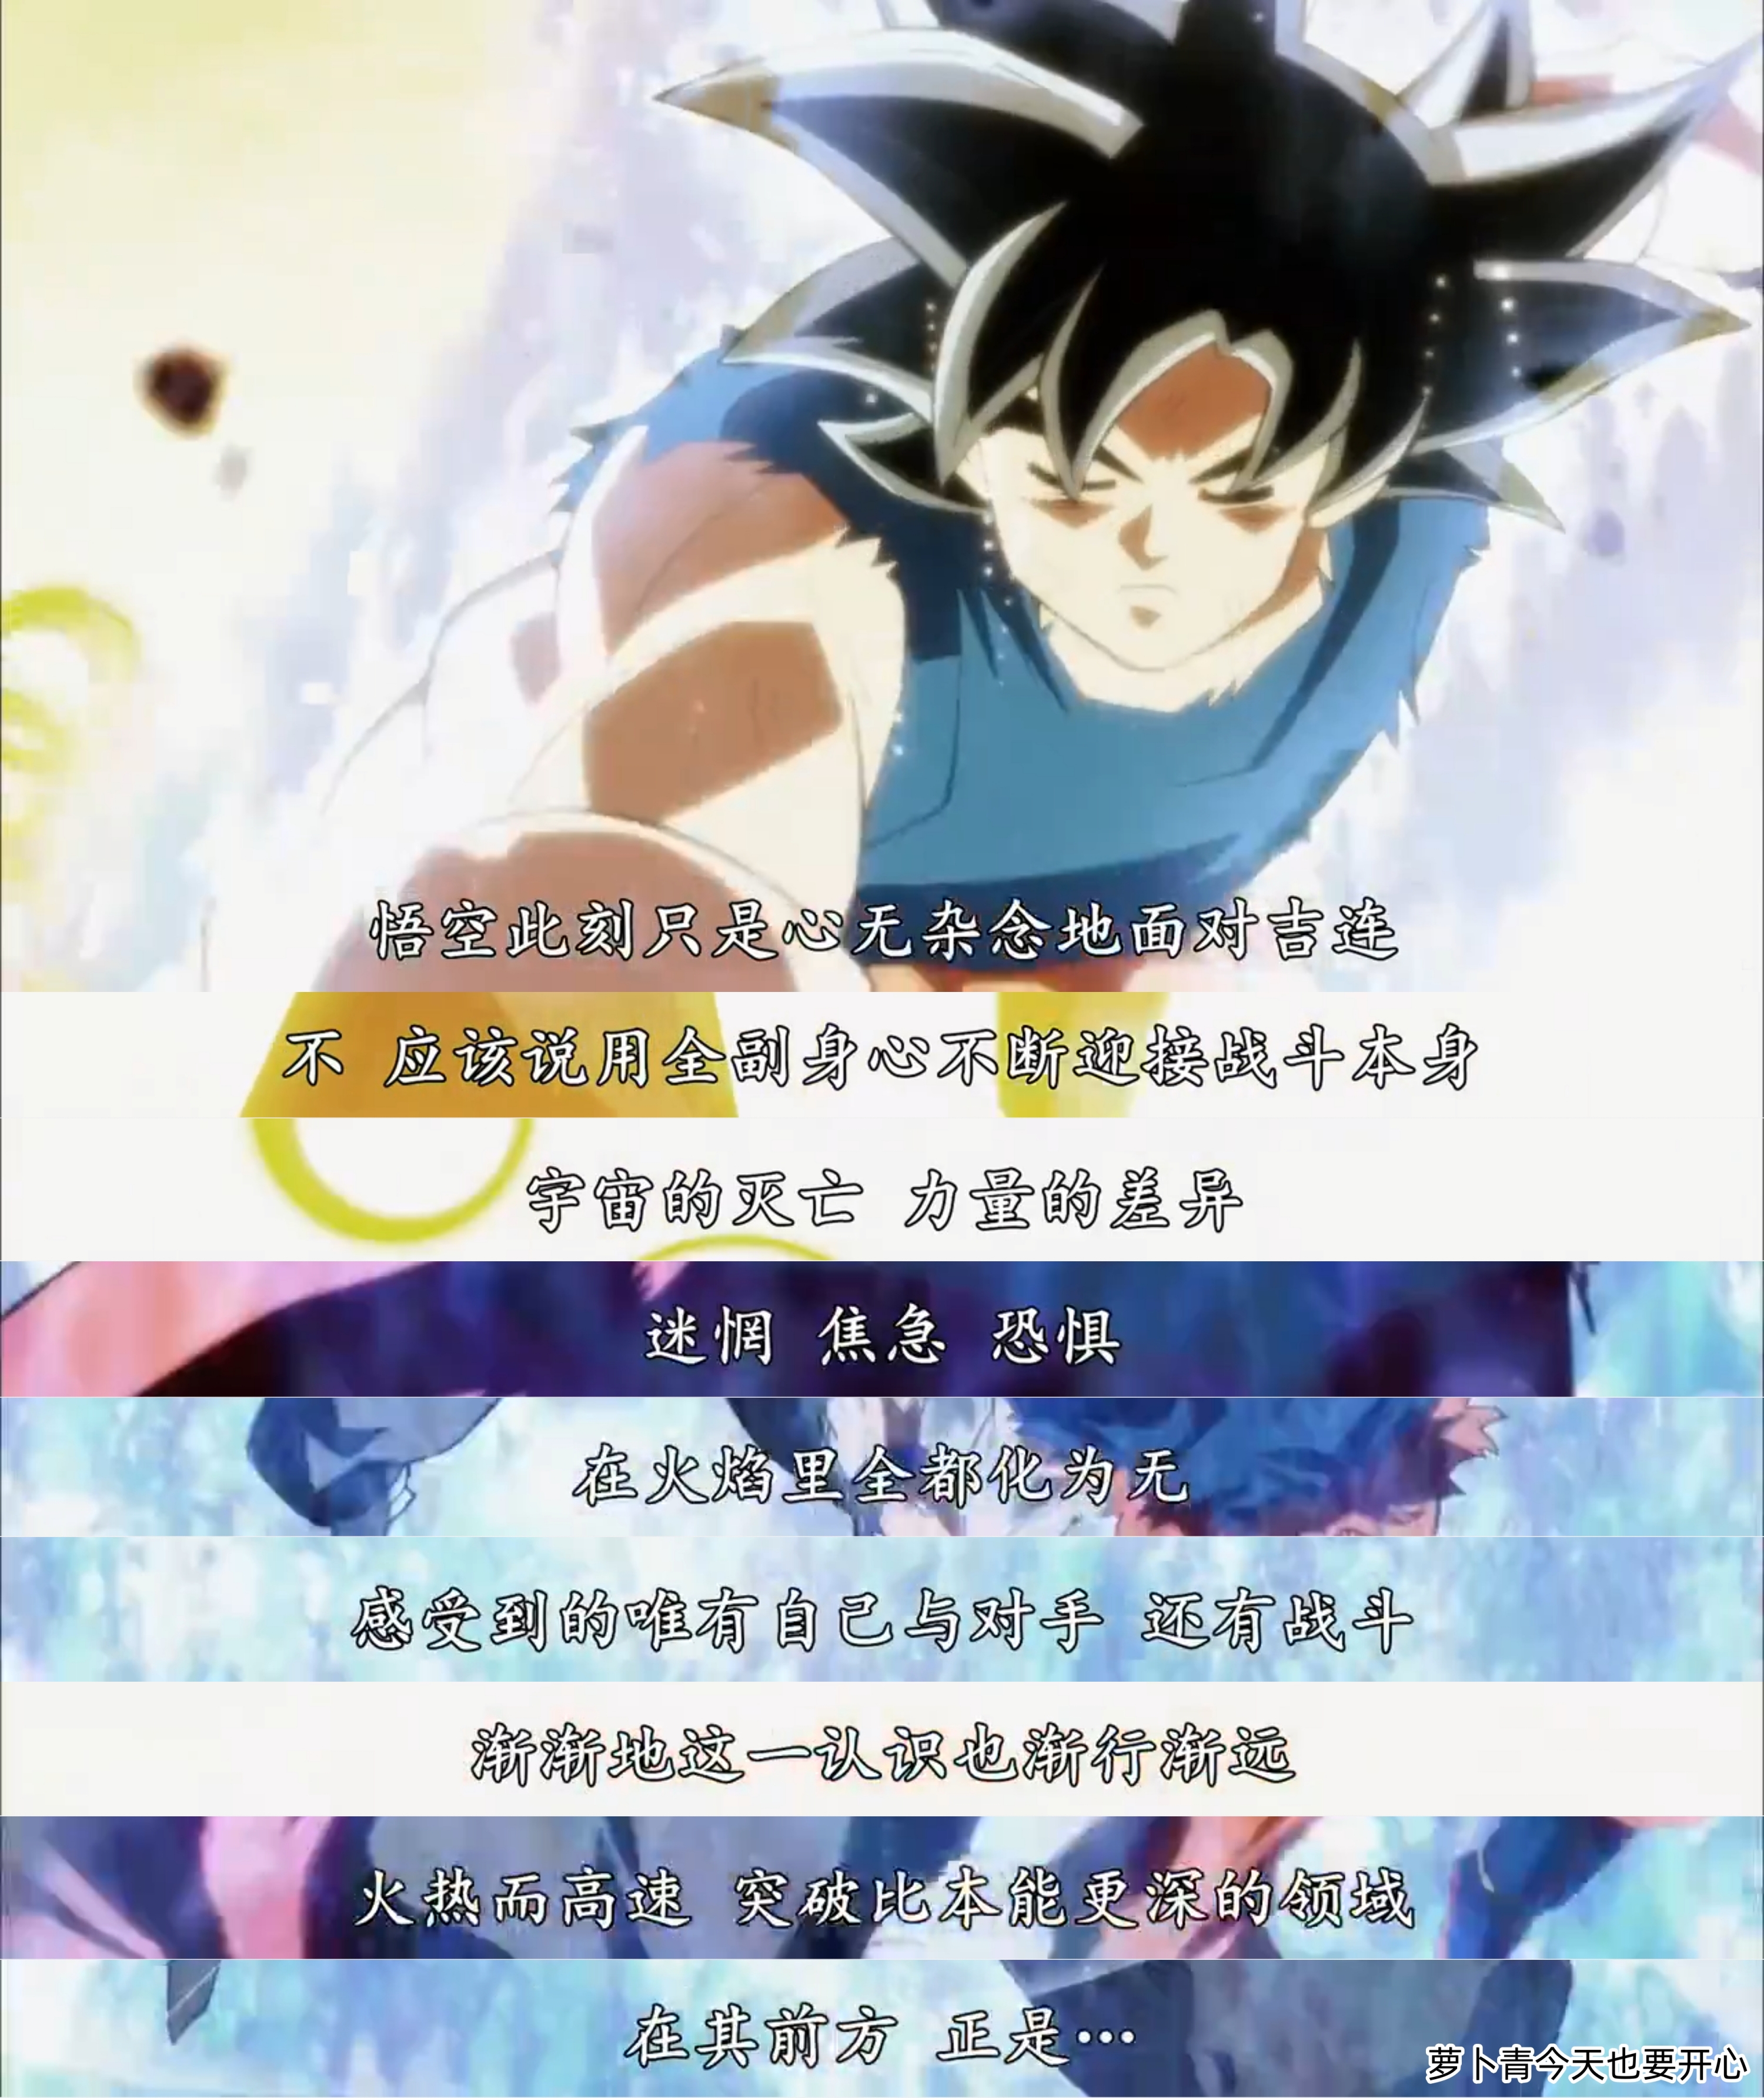 悟空此刻只是心无杂念地面对吉连
不 应该说用全副身心不断迎接战斗本身
宇宙的灭亡 力量的差异
迷惘 焦急 恐惧
在火焰里全都化为无
感受到的唯有自己与对手 还有战斗
渐渐地这一认识也渐行渐远
火热而高速 突破比本能更深的领域
在其前方 正是…
萝卜青今天也要开心